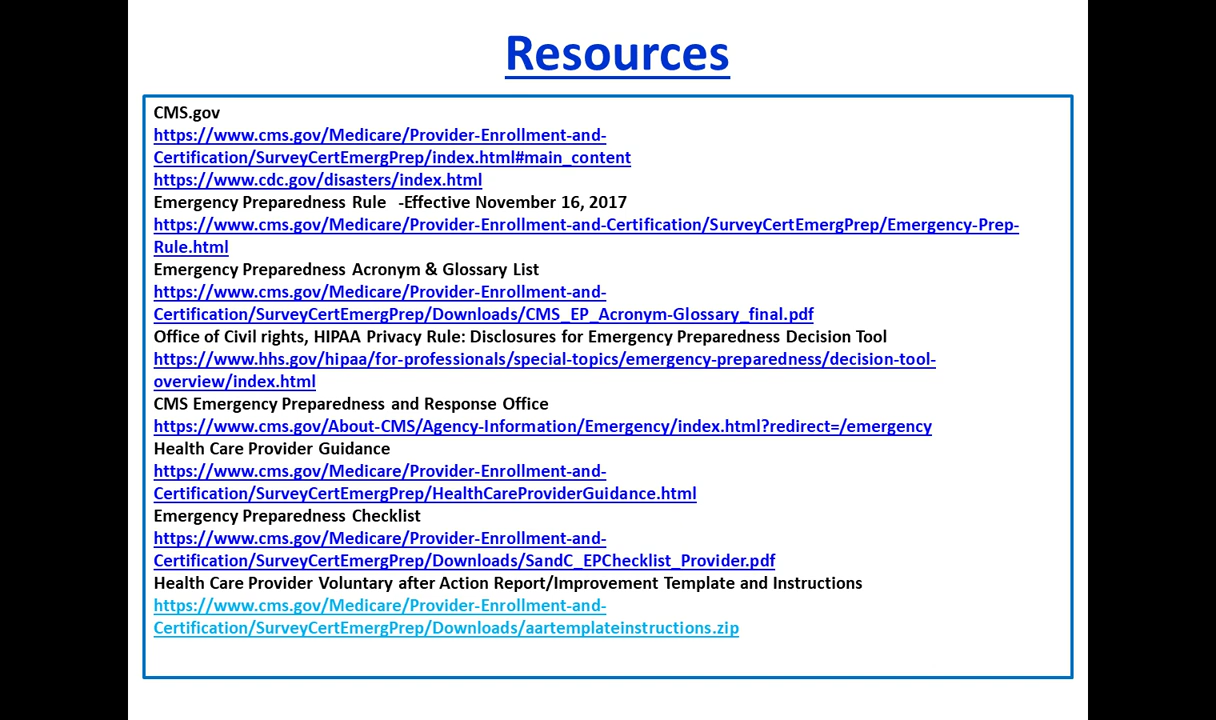 Resources
CMS.gov
https://www.cms.gov/Medicare/Provider-Enrollment-and-
Certification/SurveyCertEmergPrep/index.html#main_content
https://www.cdc.gov/disasters/index.html
Emergency Preparedness Rule  -Effective November 16, 2017
https://www.cms.gov/Medicare/Provider-Enrollment-and-Certification/SurveyCertEmergPrep/Emergency-Prep-
Rule.html
Emergency Preparedness Acronym & Glossary List
https://www.cms.gov/Medicare/Provider-Enrollment-and-
Certification/SurveyCertEmergPrep/Downloads/CMS_EP_Acronym-Glossary_final.pdf
Office of Civil rights, HIPAA Privacy Rule: Disclosures for Emergency Preparedness Decision Tool
https://www.hhs.gov/hipaa/for-professionals/special-topics/emergency-preparedness/decision-tool-
overview/index.html
CMS Emergency Preparedness and Response Office
https://www.cms.gov/About-CMS/Agency-Information/Emergency/index.html?redirect=/emergency
Health Care Provider Guidance
https://www.cms.gov/Medicare/Provider-Enrollment-and-
Certification/SurveyCertEmergPrep/HealthCareProviderGuidance.html
Emergency Preparedness Checklist
https://www.cms.gov/Medicare/Provider-Enrollment-and-
Certification/SurveyCertEmergPrep/Downloads/SandC_EPChecklist_Provider.pdf
Health Care Provider Voluntary after Action Report/Improvement Template and Instructions
https://www.cms.gov/Medicare/Provider-Enrollment-and-
Certification/SurveyCertEmergPrep/Downloads/aartemplateinstructions.zip